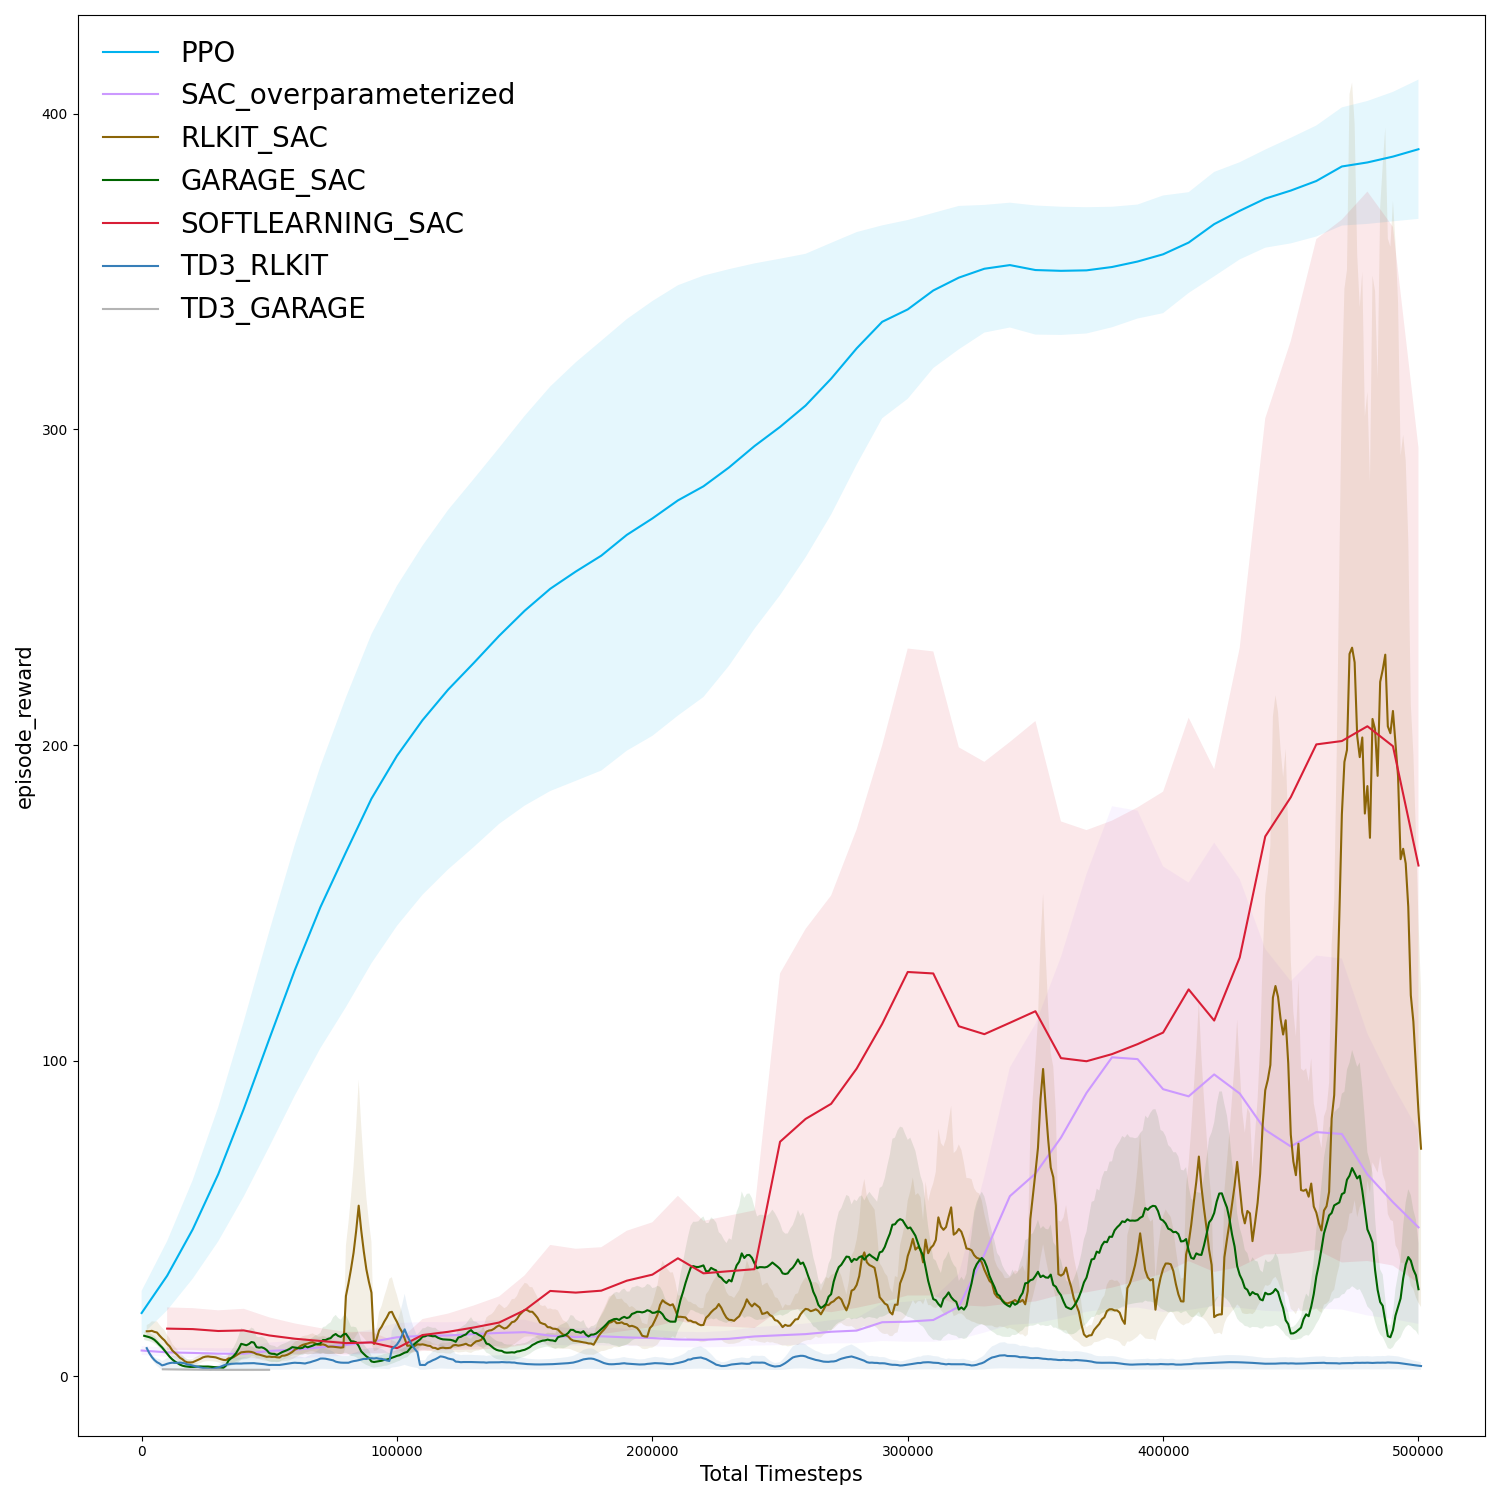 PPO
SAC_overparameterized
RLKIT_SAC
GARAGE_SAC
SOFTLEARNING_SAC
TD3_RLKIT
TD3_GARAGE
400
300
200
100
0
episode_reward
0 100000 200000 300000 400000 500000
Total Timesteps